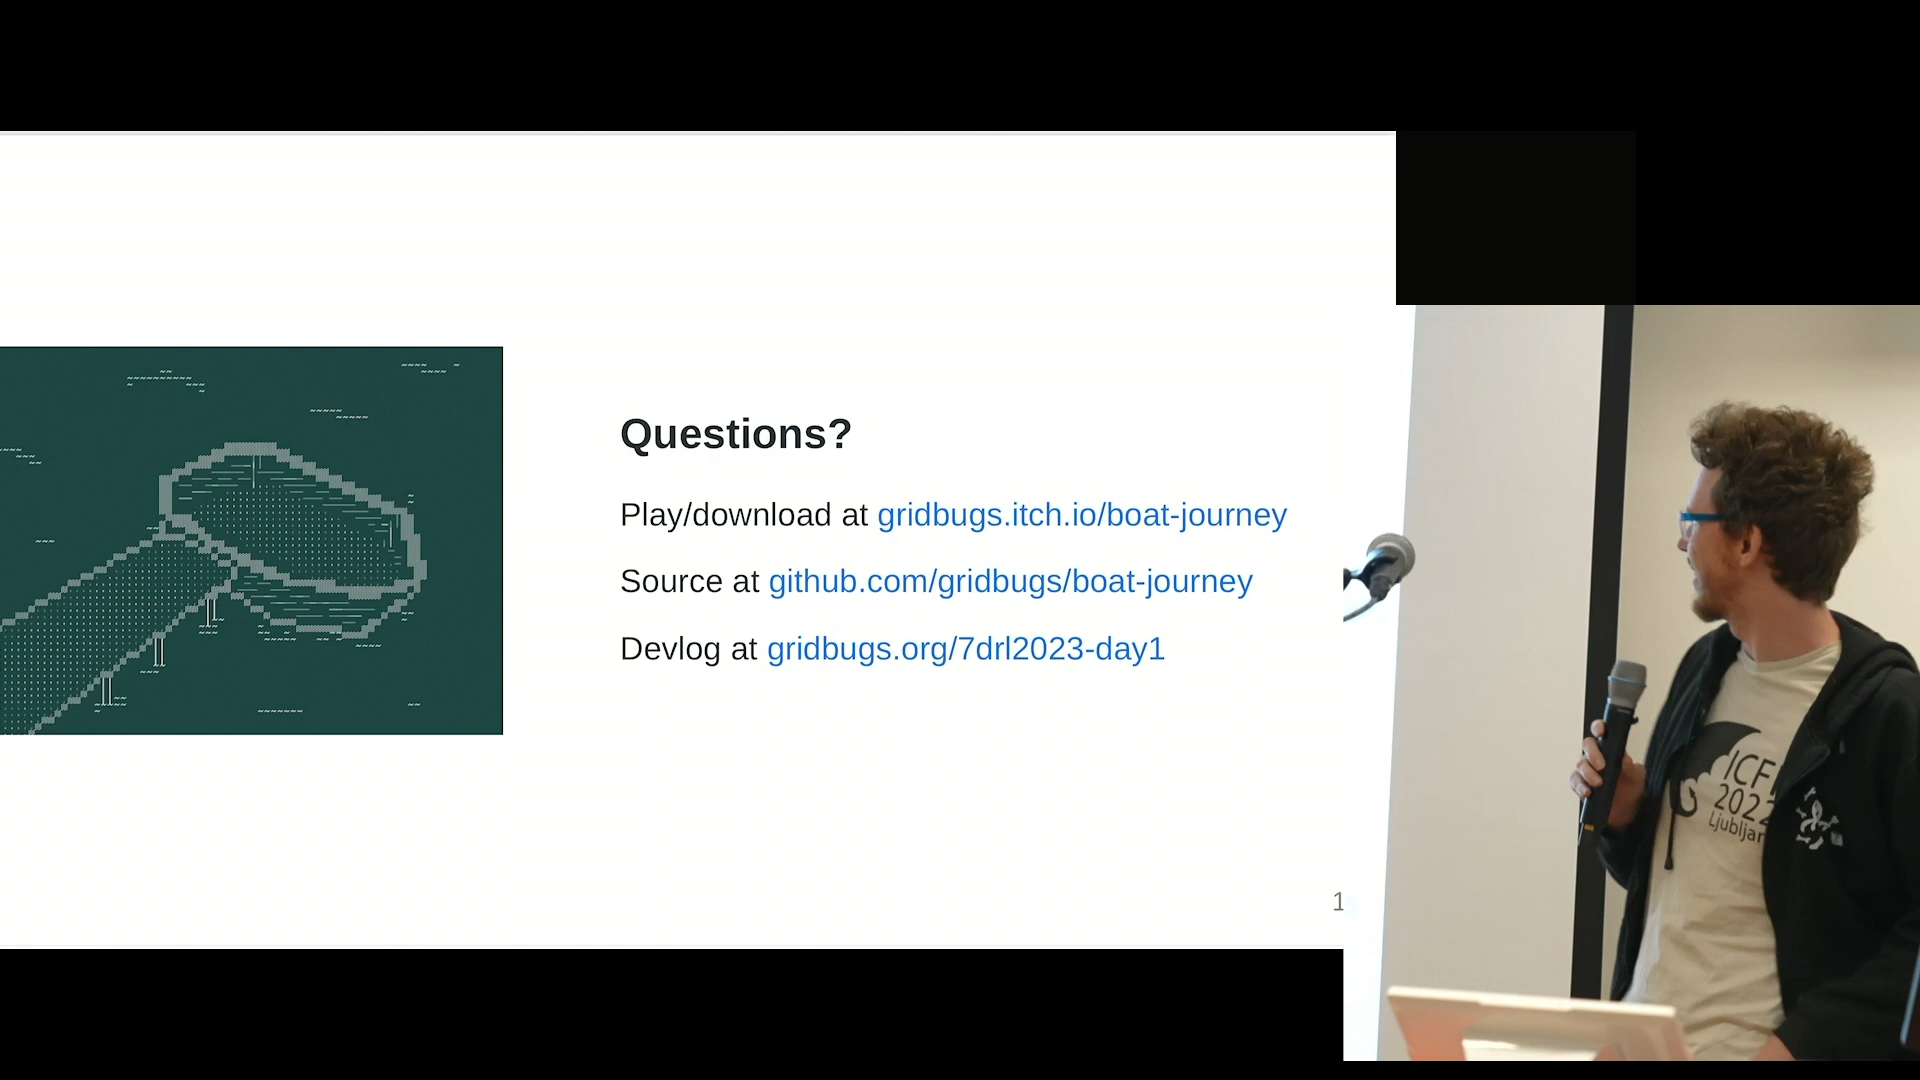 Questions?
Play/download at gridbugs.itch.io/boat-journey
Source at github.com/gridbugs/boat-journey
Devlog at gridbugs.org/7drl2023-day1
1
ICF
2022
Ljubljan